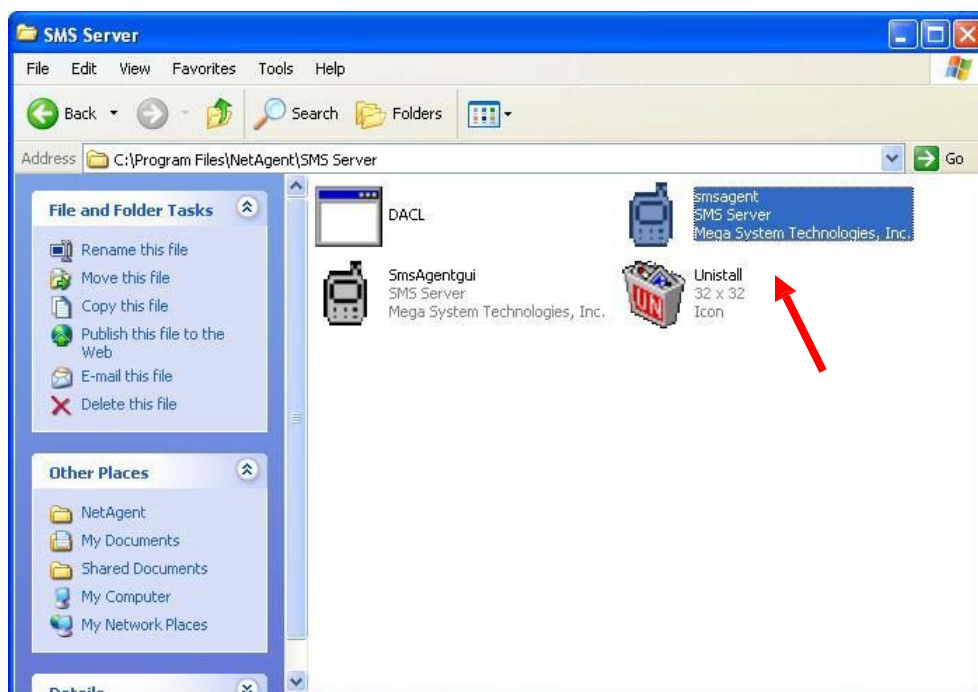 SMS Server
File Edit View Favorites Tools Help
Back Search Folders
Address C:\Program Files\NetAgent\SMS Server Go
File and Folder Tasks
Rename this file
Move this file
Copy this file
Publish this file to the
Web
E-mail this file
Delete this file
Other Places
NetAgent
My Documents
Shared Documents
My Computer
My Network Places
Details
DACL
smsagent
SMS Server
Mega System Technologies, Inc.
SmsAgentgui
SMS Server
Mega System Technologies, Inc.
UN
Unistall
32 x 32
Icon